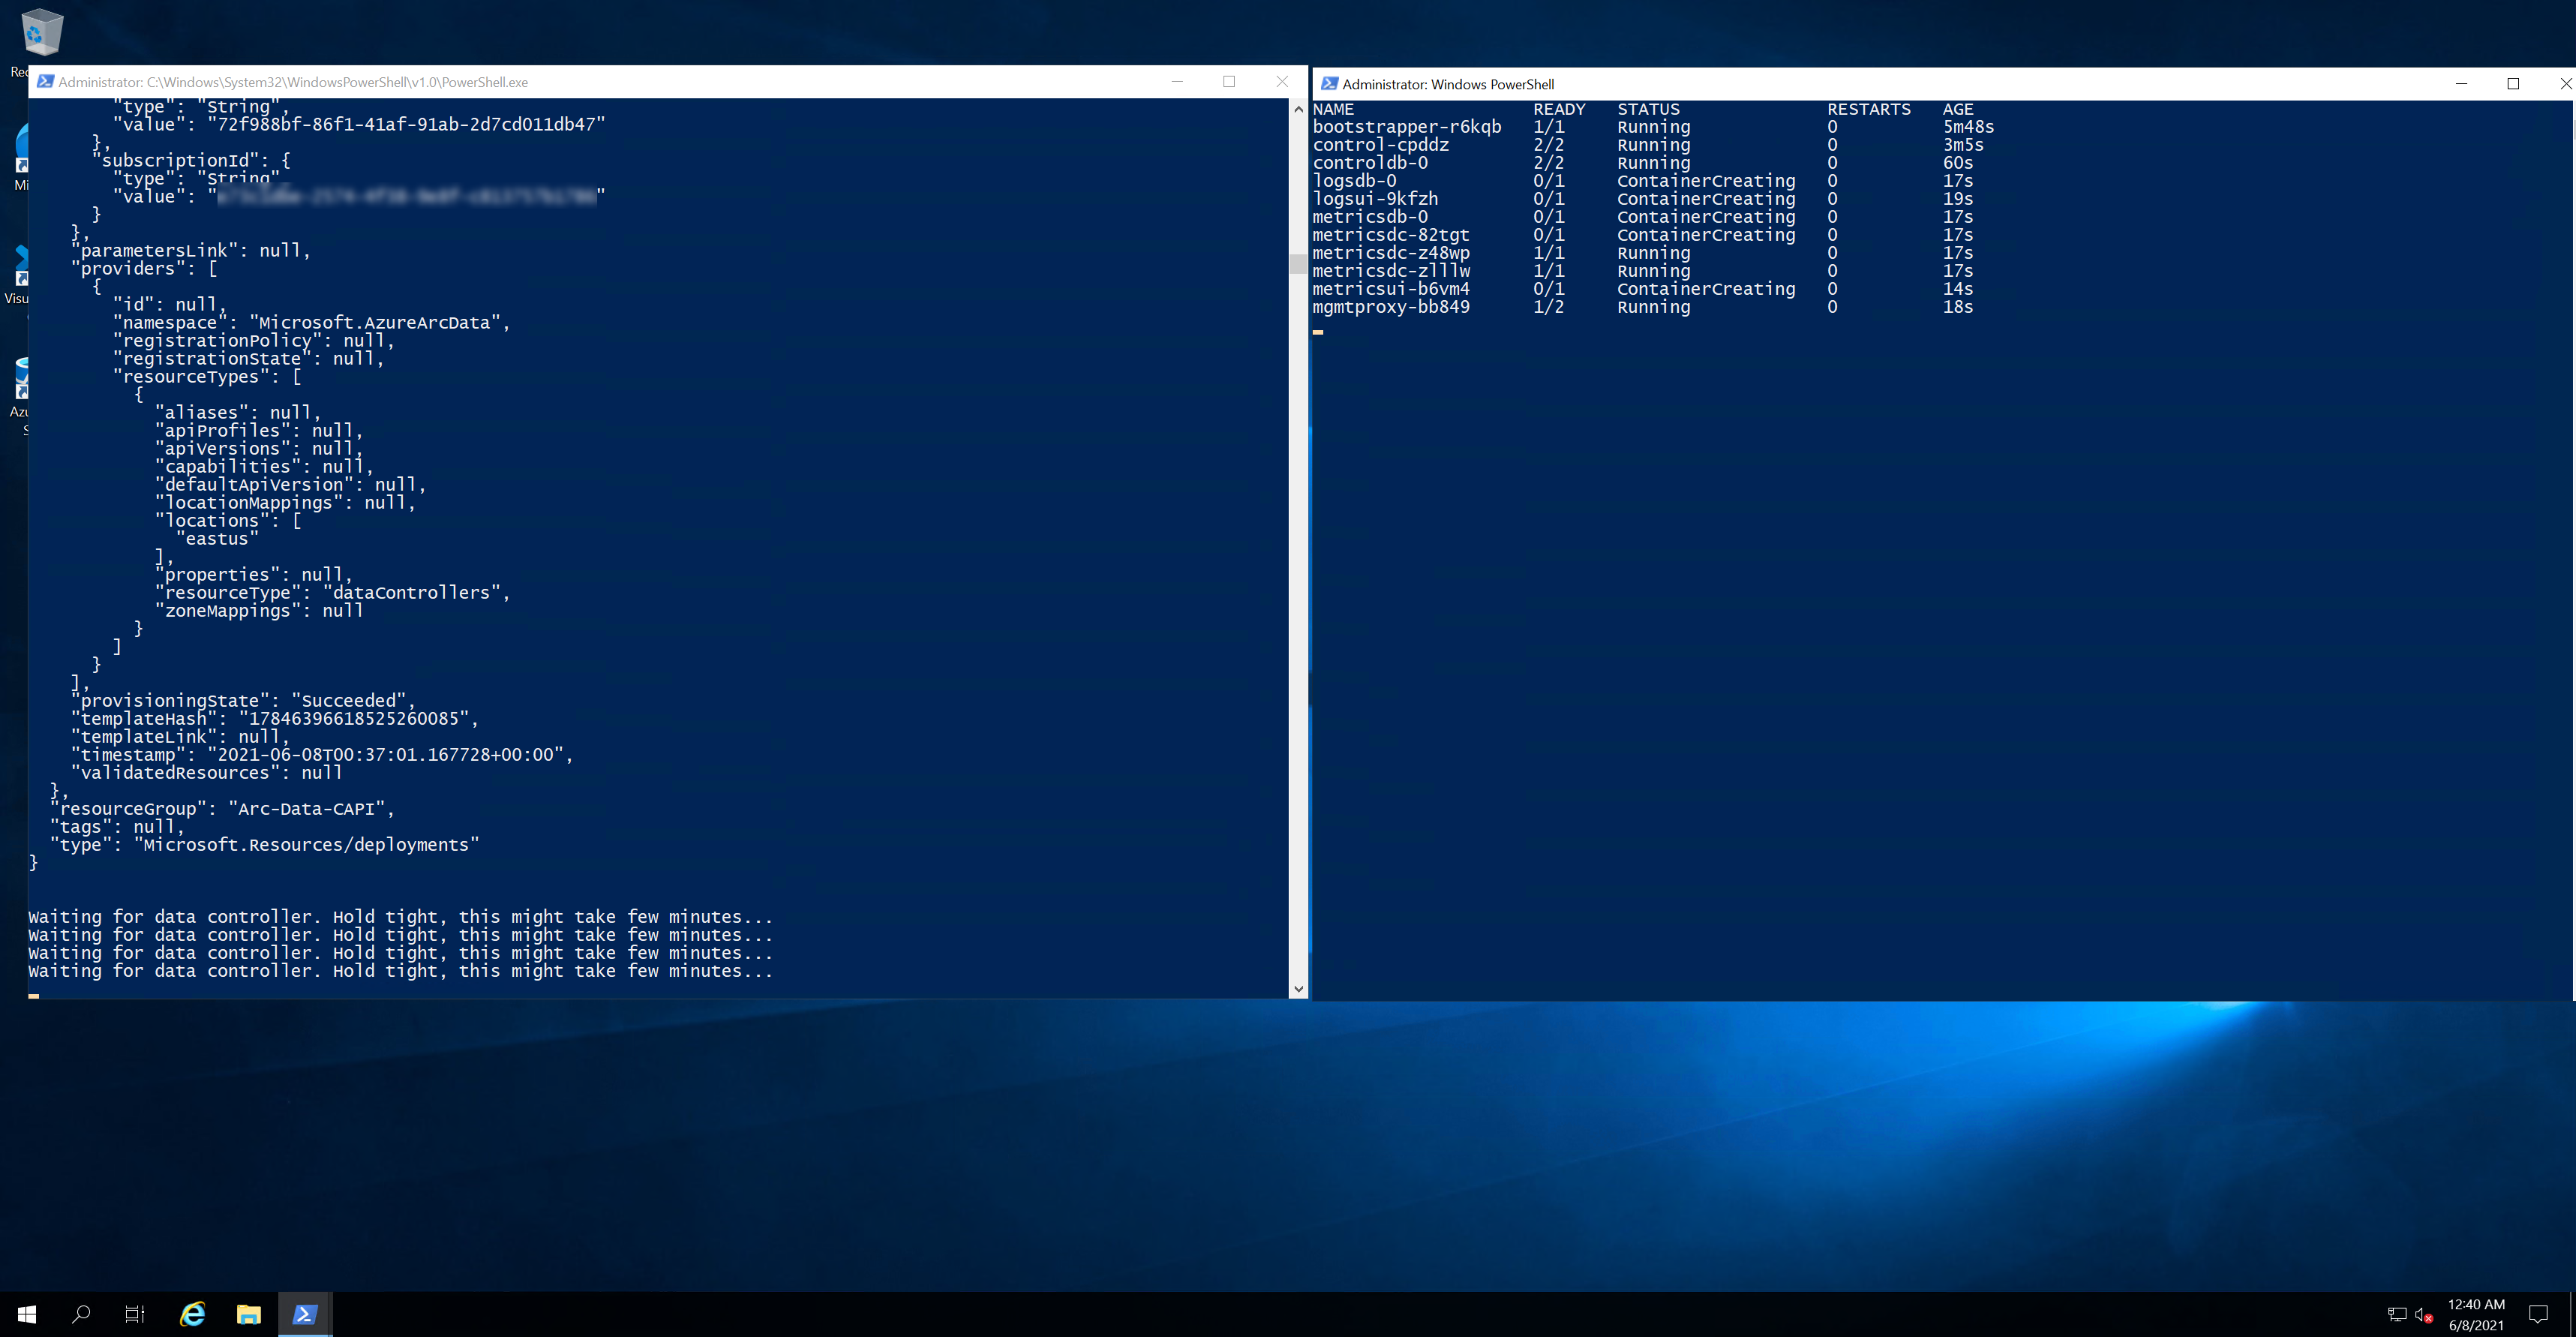 Rec
Mi
Visu
Azu
S
Administrator: C:\Windows\System32\WindowsPowerShell\v1.0\PowerShell.exe
"type": "String",
"value": "72f988bf-86f1-41af-91ab-2d7cd011db47"
},
"subscriptionId": {
"type": "String",
"value": " "
}
},
"parametersLink": null,
"providers": [
{
"id": null,
"namespace": "Microsoft.AzureArcData",
"registrationPolicy": null,
"registrationState": null,
"resourceTypes": [
{
"aliases": null,
"apiProfiles": null,
"apiVersions": null,
"capabilities": null,
"defaultApiVersion": null,
"locationMappings": null,
"locations": [
"eastus"
],
"properties": null,
"resourceType": "dataControllers",
"zoneMappings": null
}
]
}
],
"provisioningState": "Succeeded",
"templateHash": "17846396618525260085",
"templateLink": null,
"timestamp": "2021-06-08T00:37:01.167728+00:00",
"validatedResources": null
},
"resourceGroup": "Arc-Data-CAPI",
"tags": null,
"type": "Microsoft.Resources/deployments"
}
Waiting for data controller. Hold tight, this might take few minutes...
Waiting for data controller. Hold tight, this might take few minutes...
Waiting for data controller. Hold tight, this might take few minutes...
Waiting for data controller. Hold tight, this might take few minutes...
Administrator: Windows PowerShell
NAME READY STATUS RESTARTS AGE
bootstrapper-r6kqb 1/1 Running 0 5m48s
control-cpddz 2/2 Running 0 3m5s
controldb-0 2/2 Running 0 60s
logsdb-0 0/1 ContainerCreating 0 17s
logsui-9kfzh 0/1 ContainerCreating 0 19s
metricsdb-0 0/1 ContainerCreating 0 17s
metricsdc-82tgt 0/1 ContainerCreating 0 17s
metricsdc-z48wp 1/1 Running 0 17s
metricsdc-zlllw 1/1 Running 0 17s
metricsui-b6vm4 0/1 ContainerCreating 0 14s
mgmtproxy-bb849 1/2 Running 0 18s
12:40 AM
6/8/2021